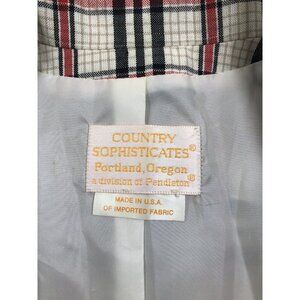 COUNTRY
SOPHISTICATES®
Portland, Oregon
a division of Pendleton®
MADE IN U.S.A.
OF IMPORTED FABRIC